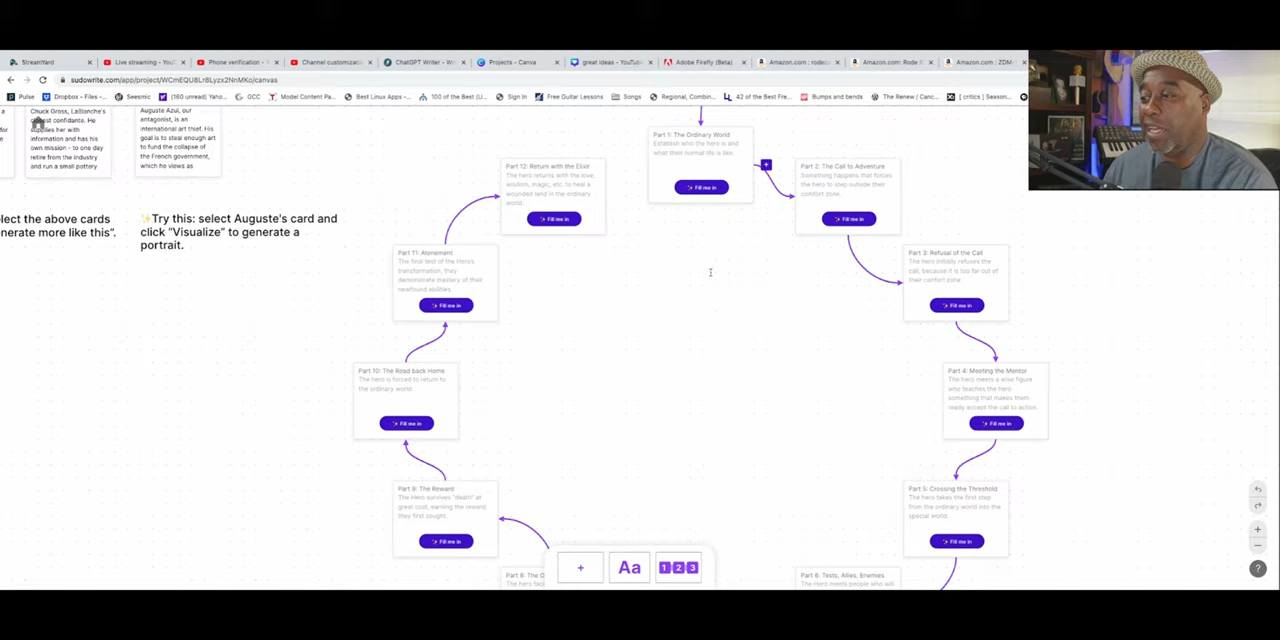 StreamYard
Live streaming - YouT
Phone verification -
Channel customizatio
ChatGPT Writer - Wr
Projects - Canva
great ideas - YouTube
Adobe Firefly (Beta)
Amazon.com : rode
Amazon.com: Rode
Amazon.com : ZDM-
sudowrite.com/app/project/WCmEQU8Lr8Lyzx2NnMKo/canvas
Pulse
Dropbox - Files -...
Seesmic
(160 unread) Yaho...
GCC
Model Content Pa...
Best Linux Apps -...
100 of the Best (U...
Sign In
Free Guitar Lessons
Songs
Regional, Combin...
42 of the Best Fre...
Bumps and bends
The Renew / Canc...
[ critics ] Season...
Chuck Gross, Lallianche's
closest confidante. He
supplies her with
information and has his
own mission - to one day
retire from the industry
and run a small pottery
Auguste Azul, our
antagonist, is an
international art thief. His
goal is to steal enough art
to fund the collapse of
the French government,
which he views as
lect the above cards
nerate more like this".
✨Try this: select Auguste's card and
click "Visualize" to generate a
portrait.
Part 1: The Ordinary World
Establish who the hero is and
what their normal life is like.
Fill me in
Part 2: The Call to Adventure
Something happens that forces
the hero to step outside their
comfort zone.
Fill me in
Part 3: Refusal of the Call
The hero initially refuses the
call, because it is too far out of
their comfort zone.
Fill me in
Part 4: Meeting the Mentor
The hero meets a wise figure
who teaches the hero
something that makes them
ready accept the call to action.
Fill me in
Part 5: Crossing the Threshold
The hero takes the first step
from the ordinary world into the
special world.
Fill me in
Part 6: Tests, Allies, Enemies
The Hero meets people who will
Part 8: The O
The hero fac
Part 9: The Reward
The Hero survives "death" at
great cost, earning the reward
they first sought.
Fill me in
Part 10: The Road back Home
The hero is forced to return to
the ordinary world.
Fill me in
Part 11: Atonement
The final test of the Hero's
transformation, they
demonstrate mastery of their
newfound abilities.
Fill me in
Part 12: Return with the Elixir
The hero returns with the love,
wisdom, magic, etc. to heal a
wounded land in the ordinary
world.
Fill me in
+
Aa
1 2 3
?